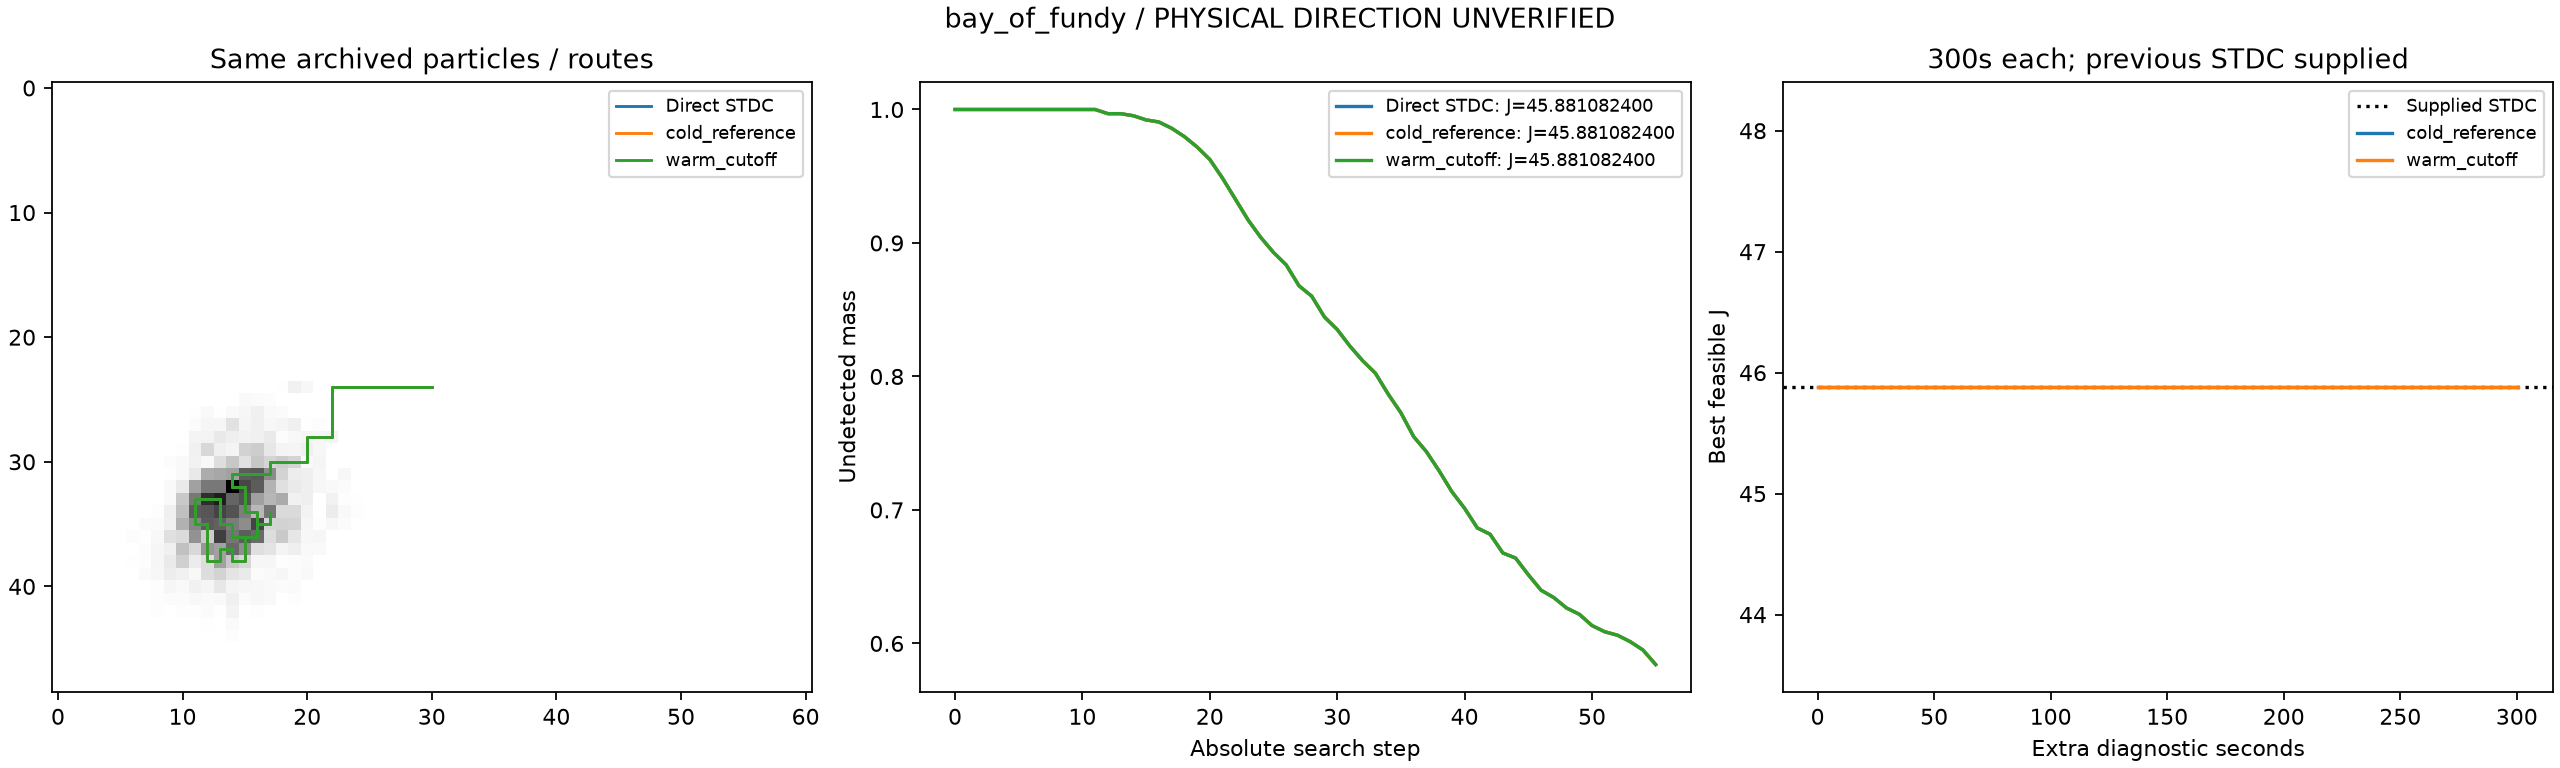 bay_of_fundy / PHYSICAL DIRECTION UNVERIFIED
Same archived particles / routes
Direct STDC
cold_reference
warm_cutoff
0
10
20
30
40
0
10
20
30
40
50
60
Direct STDC: J=45.881082400
cold_reference: J=45.881082400
warm_cutoff: J=45.881082400
Undetected mass
1.0
0.9
0.8
0.7
0.6
0
10
20
30
40
50
Absolute search step
300s each; previous STDC supplied
Supplied STDC
cold_reference
warm_cutoff
Best feasible J
48
47
46
45
44
0
50
100
150
200
250
300
Extra diagnostic seconds